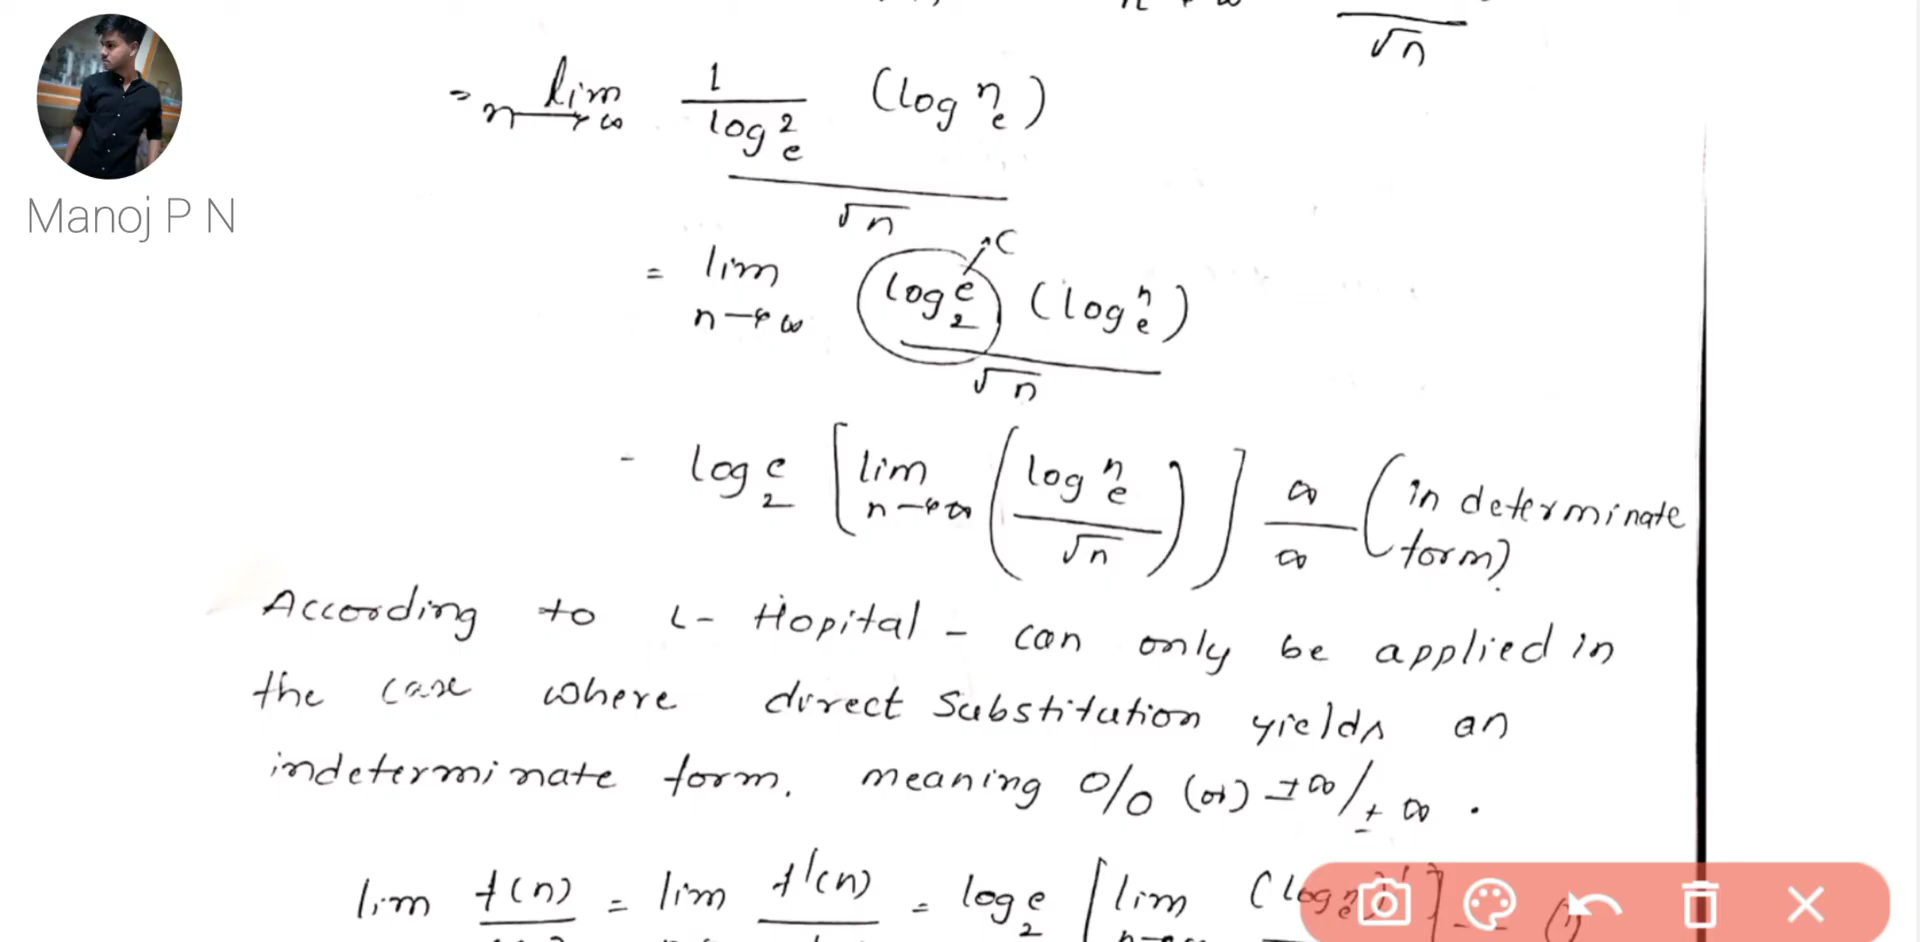 √n
Manoj P N
= lim n→∞ 1/log_e 2 (log_e n)
√n
= lim n→∞ log_2 e (log_e n) / √n
C
= log_2 e [ lim n→∞ ( log_e n / √n ) ] ∞/∞ (in determinate form)
According to L- Hopital - can only be applied in
the case where direct substitution yields an
indeterminate form. meaning 0/0 (or) ±∞/±∞ .
lim f(n) = lim f'(n) = log_2 e [ lim (log_e n)' ]